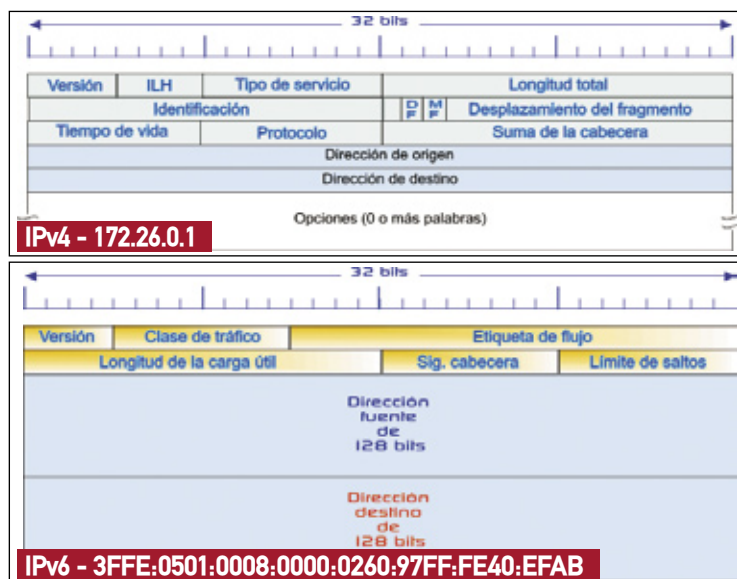 32 bits
Versión ILH Tipo de servicio Longitud total
Identificación DF MF Desplazamiento del fragmento
Tiempo de vida Protocolo Suma de la cabecera
Dirección de origen
Dirección de destino
Opciones (0 o más palabras)
IPv4 - 172.26.0.1
32 bits
Versión Clase de tráfico Etiqueta de flujo
Longitud de la carga útil Sig. cabecera Límite de saltos
Dirección
fuente
de
128 bits
Dirección
destino
de
128 bits
IPv6 - 3FFE:0501:0008:0000:0260:97FF:FE40:EFAB